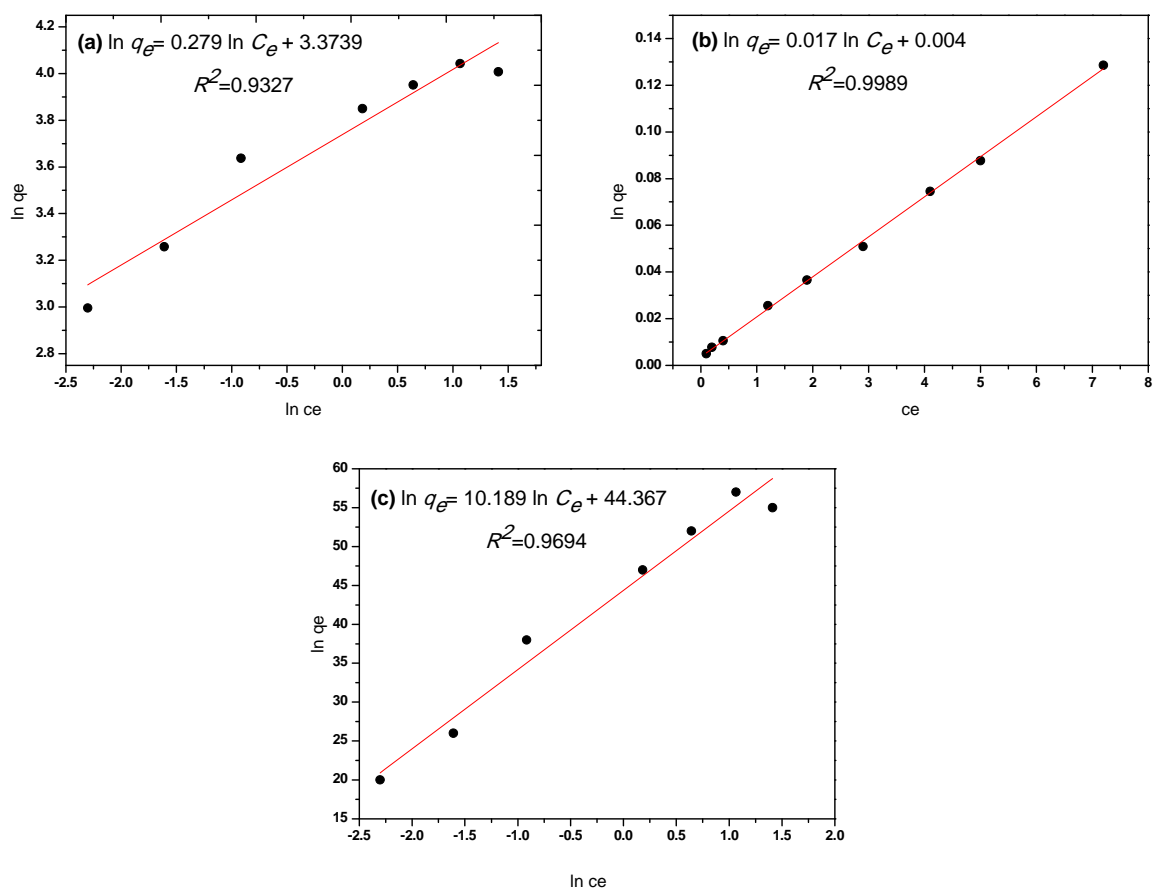 (a) ln qe= 0.279 ln Ce + 3.3739
R2=0.9327
4.2
4.0
3.8
3.6
3.4
3.2
3.0
2.8
ln qe
-2.5 -2.0 -1.5 -1.0 -0.5 0.0 0.5 1.0 1.5
ln ce
(b) ln qe= 0.017 ln Ce + 0.004
R2=0.9989
0.14
0.12
0.10
0.08
0.06
0.04
0.02
0.00
ln qe
0 1 2 3 4 5 6 7 8
ce
(c) ln qe= 10.189 ln Ce + 44.367
R2=0.9694
60
55
50
45
40
35
30
25
20
15
ln qe
-2.5 -2.0 -1.5 -1.0 -0.5 0.0 0.5 1.0 1.5 2.0
ln ce